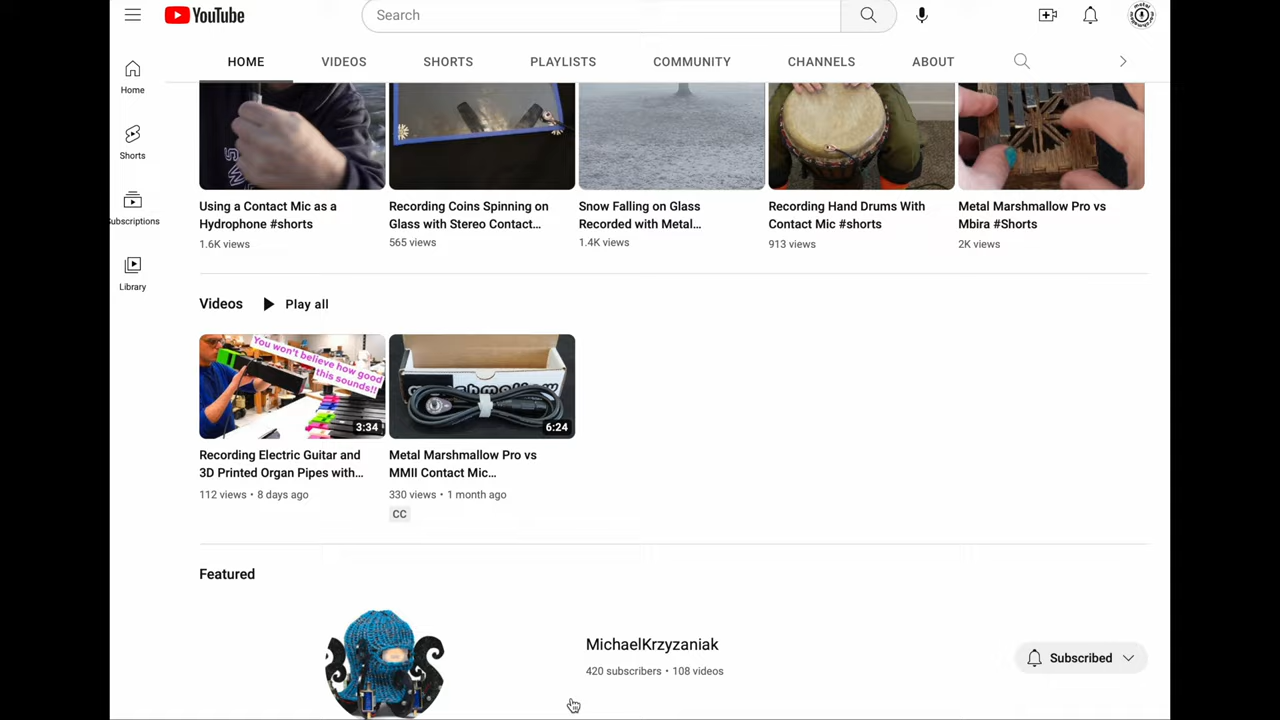 YouTube
Search
Home
Shorts
ubscriptions
Library
HOME
VIDEOS
SHORTS
PLAYLISTS
COMMUNITY
CHANNELS
ABOUT
Using a Contact Mic as a
Hydrophone #shorts
1.6K views
Recording Coins Spinning on
Glass with Stereo Contact...
565 views
Snow Falling on Glass
Recorded with Metal...
1.4K views
Recording Hand Drums With
Contact Mic #shorts
913 views
Metal Marshmallow Pro vs
Mbira #Shorts
2K views
Videos
Play all
You won't believe how good
this sounds!!
3:34
Recording Electric Guitar and
3D Printed Organ Pipes with...
112 views • 8 days ago
6:24
Metal Marshmallow Pro vs
MMII Contact Mic...
330 views • 1 month ago
CC
Featured
MichaelKrzyzaniak
420 subscribers • 108 videos
Subscribed